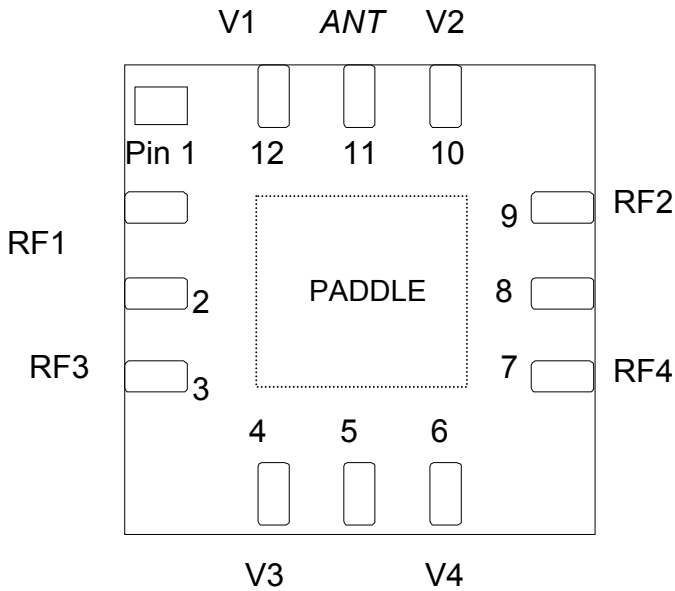 V1 ANT V2
Pin 1 12 11 10
9 RF2
RF1
2 PADDLE 8
RF3 3 7 RF4
4 5 6
V3 V4